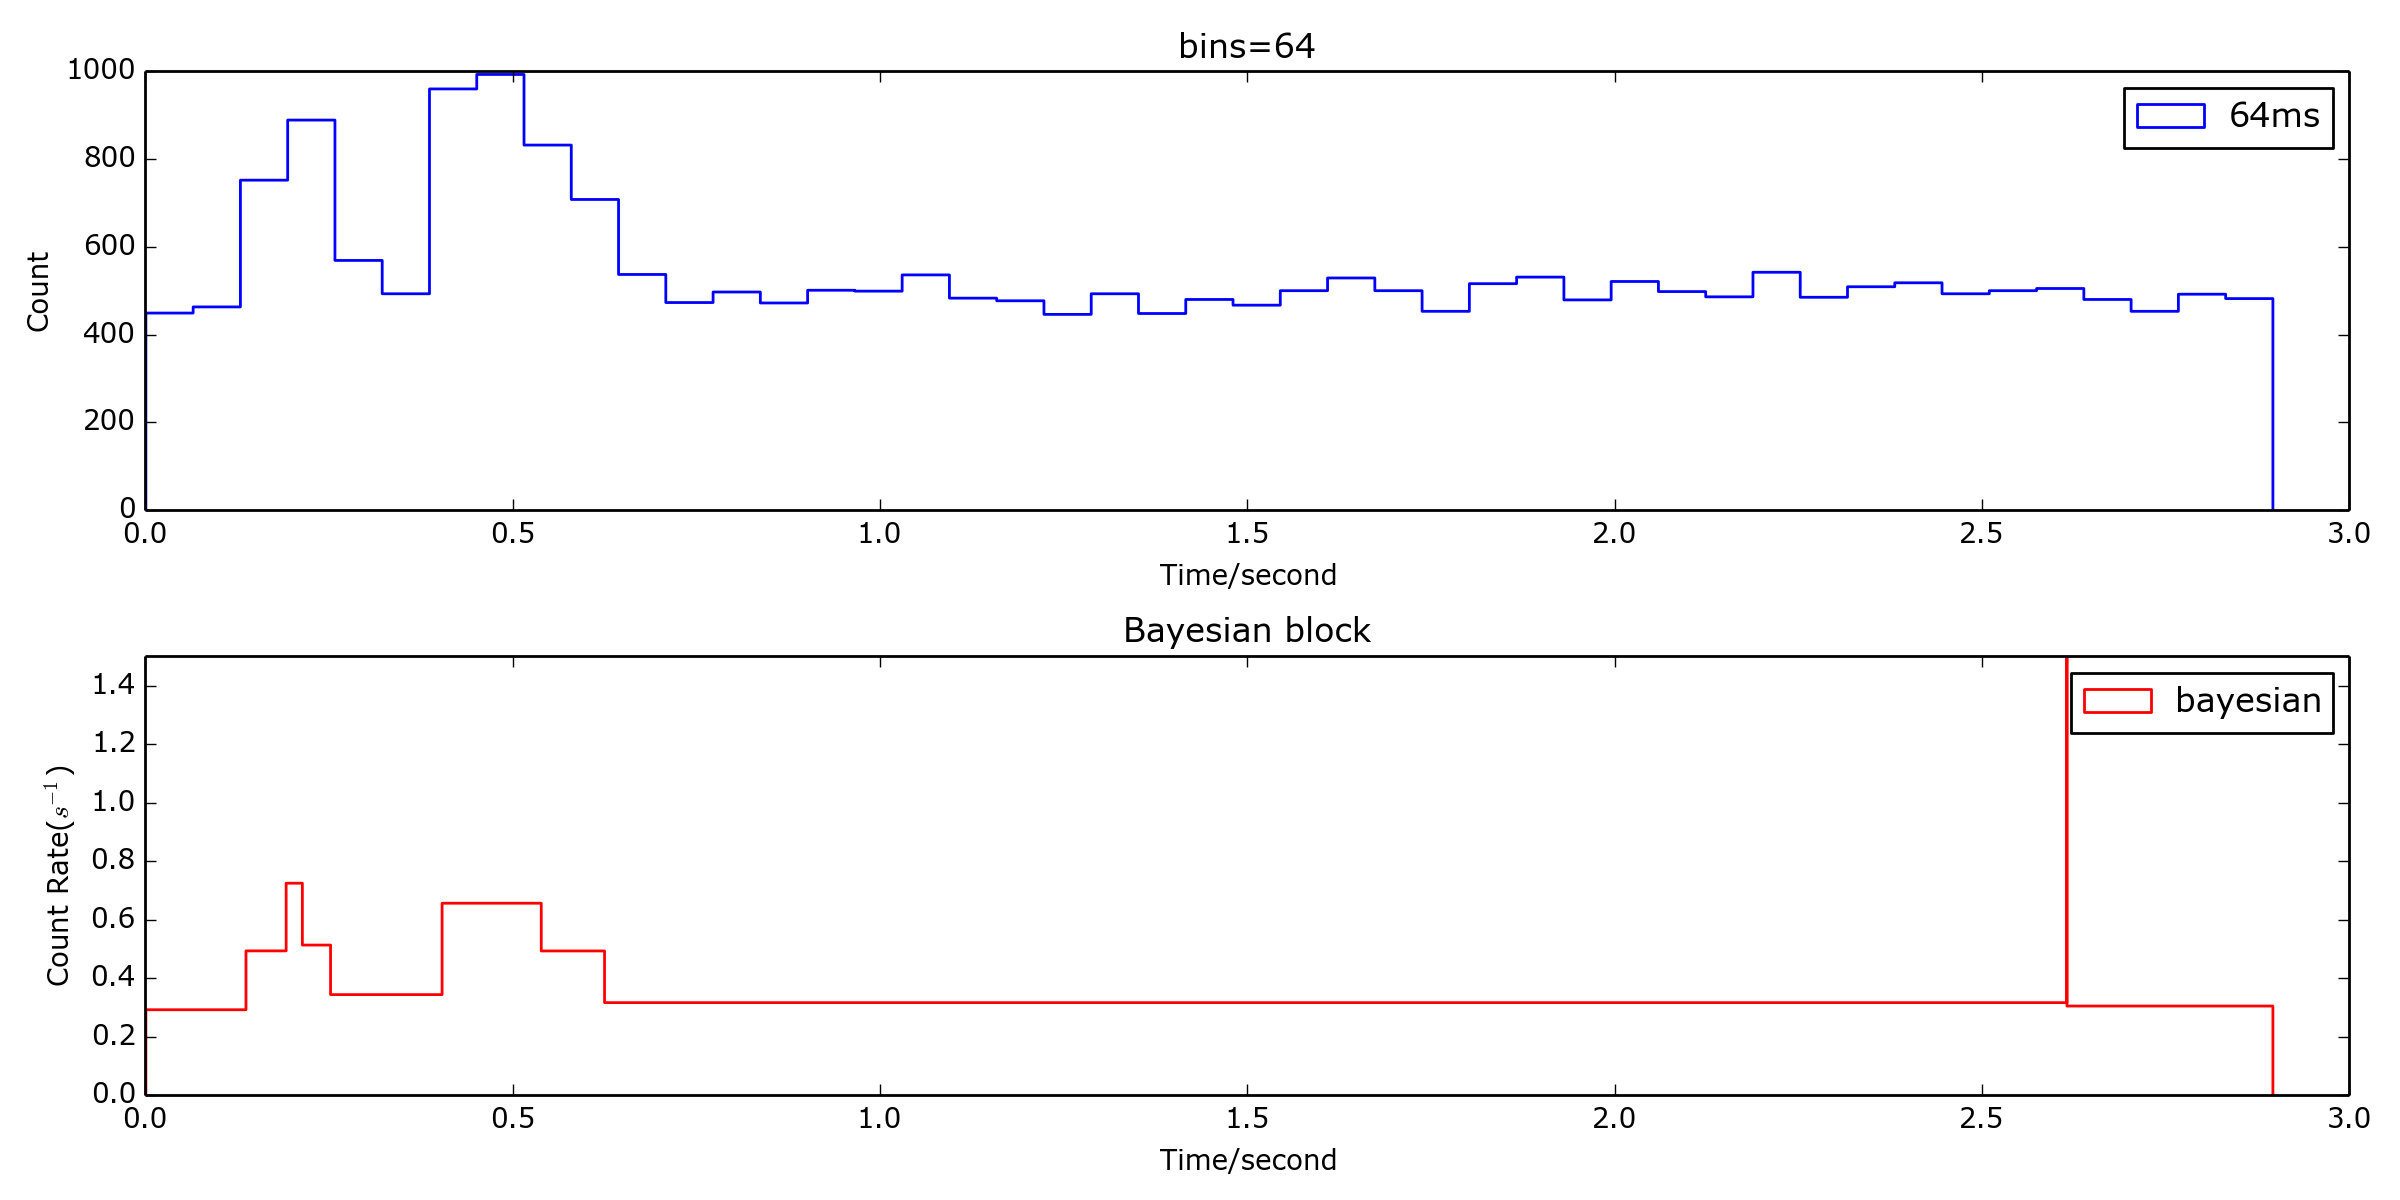 bins=64
1000
800
600
400
200
0
Count
64ms
0.0 0.5 1.0 1.5 2.0 2.5 3.0
Time/second
Bayesian block
1.4
1.2
1.0
0.8
0.6
0.4
0.2
0.0
Count Rate(s⁻¹)
bayesian
0.0 0.5 1.0 1.5 2.0 2.5 3.0
Time/second